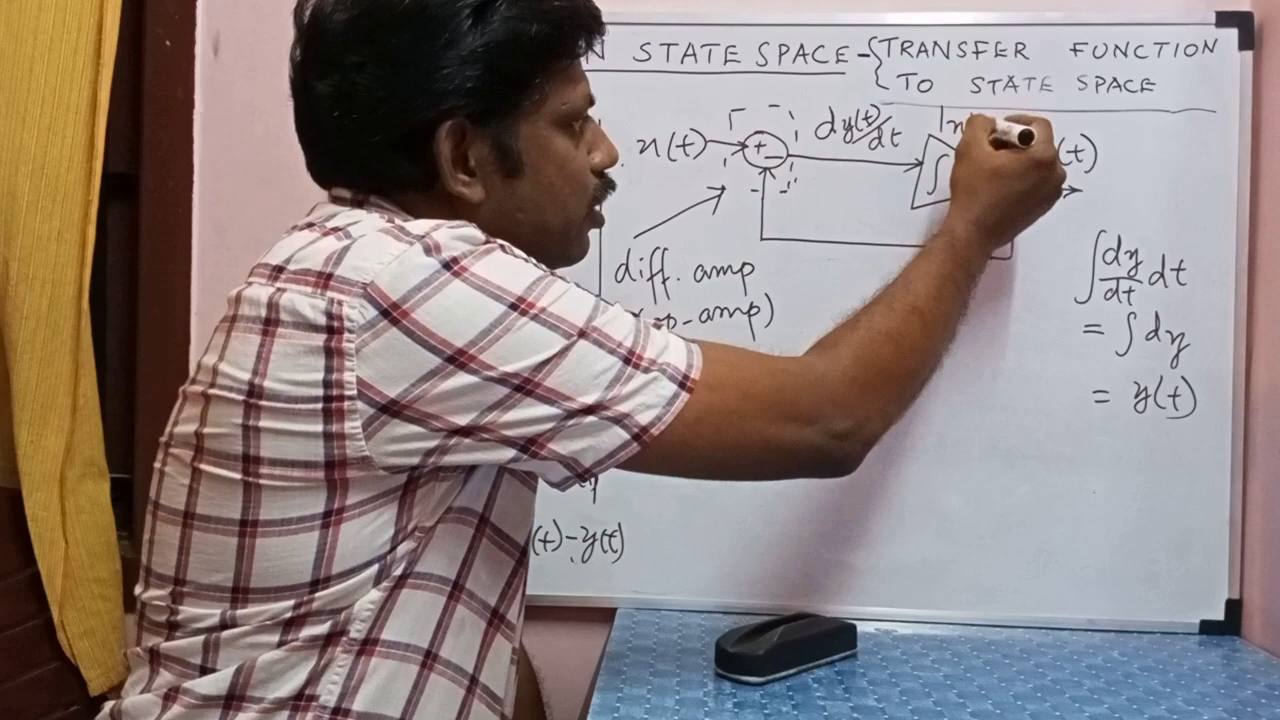 STATE SPACE - { TRANSFER FUNCTION
TO STATE SPACE
x(t) + - dy(t)/dt ∫ (t)
diff. amp
-amp)
∫ dy/dt dt
= ∫ dy
= y(t)
(t) - y(t)